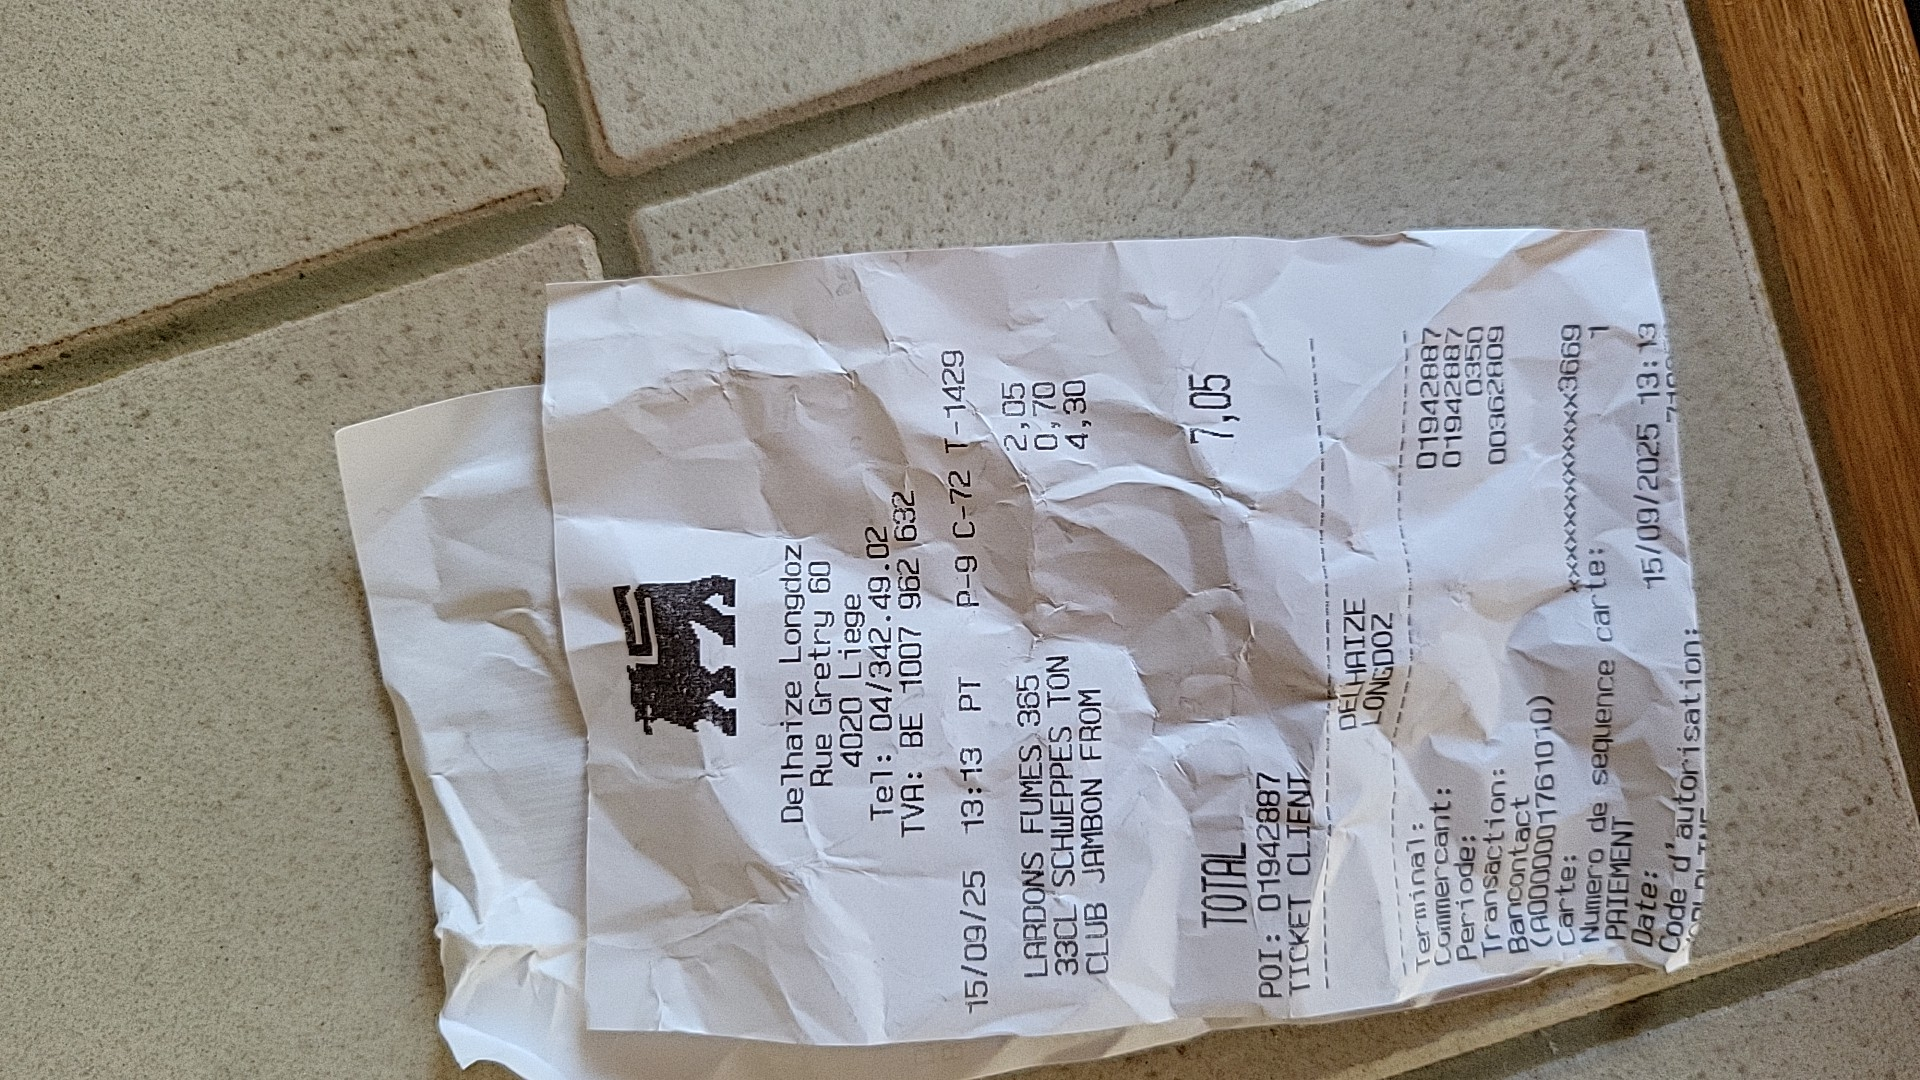 Delhaize Longdoz
Rue Gretry 60
4020 Liege
Tel: 04/342.49.02
TVA: BE 1007 962 632
15/09/25 13:13 PT P-9 C-72 T-1429
LARDONS FUMES 365 2,05
33CL SCHWEPPES TON 0,70
CLUB JAMBON FROM 4,30
TOTAL 7,05
POI: 01942887
TICKET CLIENT
DELHAIZE
LONGDOZ
Terminal: 01942887
Commercant: 01942887
Periode: 0350
Transaction: 00362809
Bancontact
(A0000001761010)
Carte: xxxxxxxxxxxxxxx3669
Numero de sequence carte: 1
PAIEMENT
Date: 15/09/2025 13:13
Code d'autorisation: